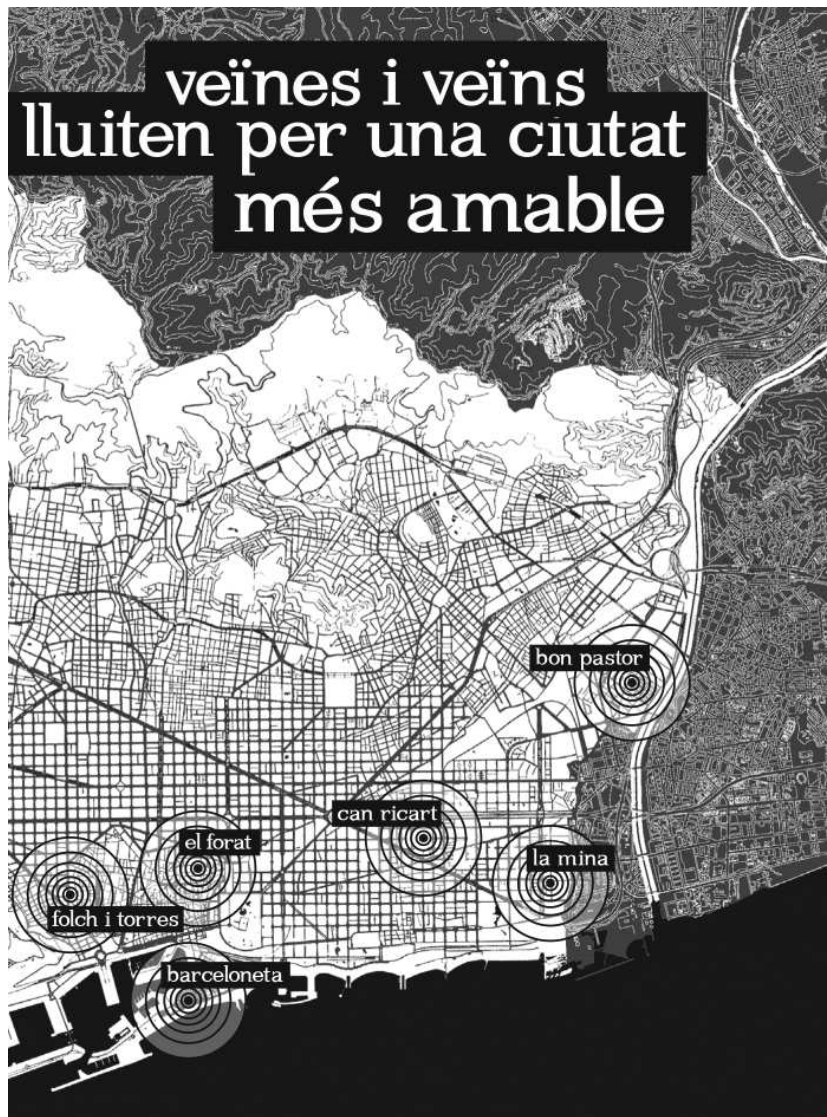 veïnes i veïns
lluiten per una ciutat
més amable
bon pastor
can ricart
el forat
la mina
folch i torres
barceloneta